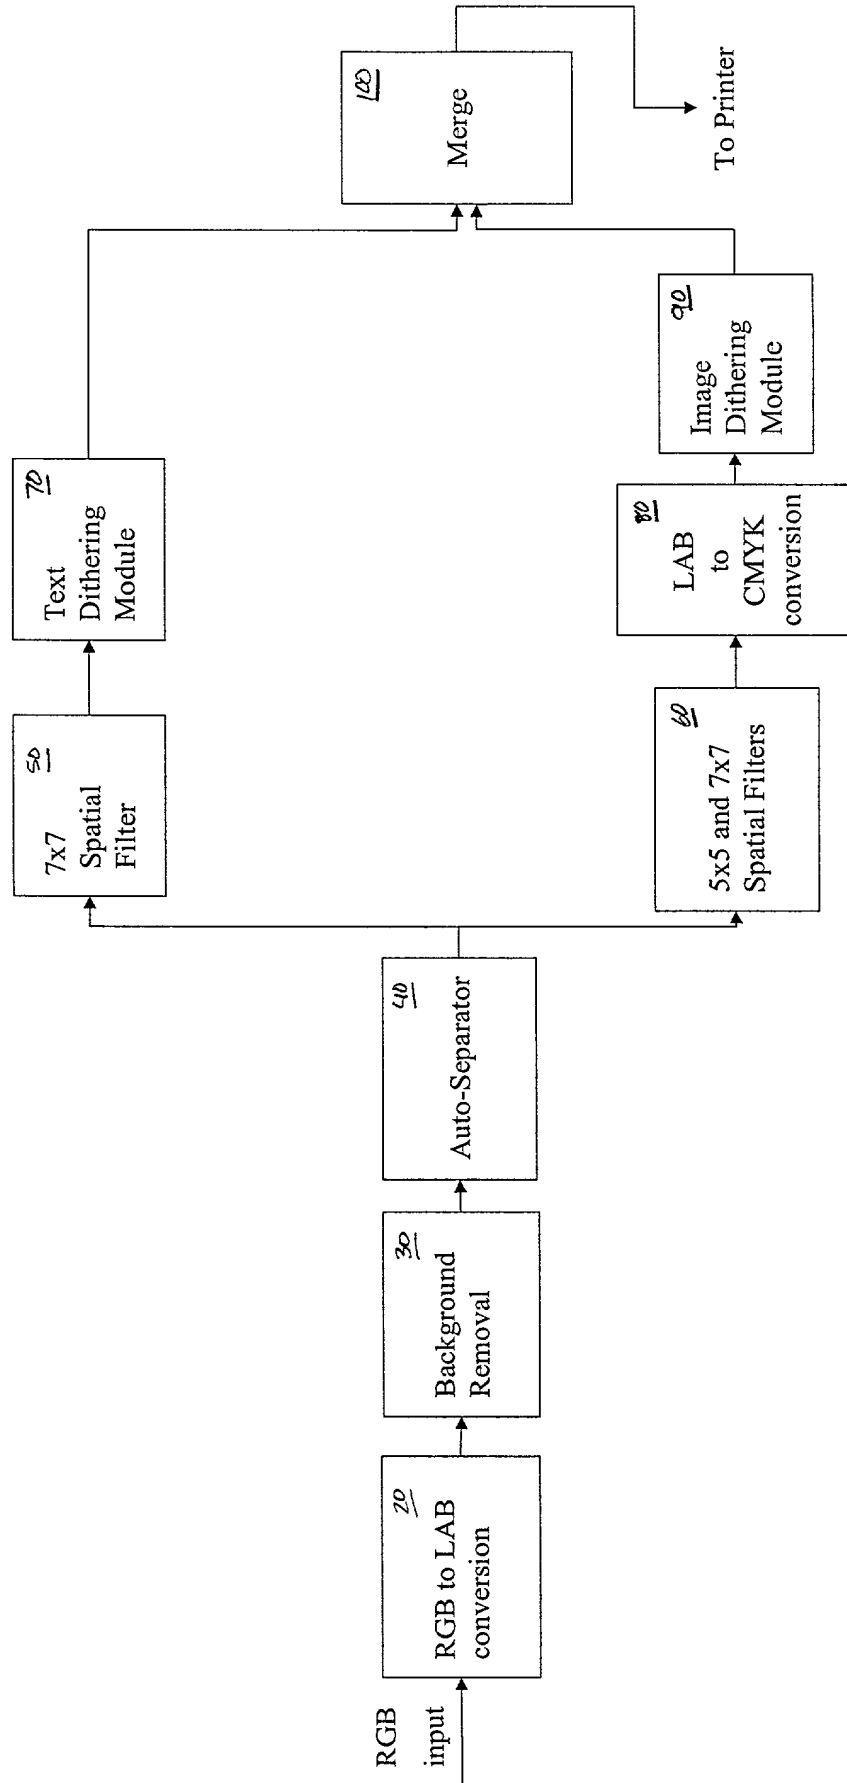 RGB
input
20
RGB to LAB
conversion
30
Background
Removal
40
Auto-Separator
50
7x7
Spatial
Filter
70
Text
Dithering
Module
60
5x5 and 7x7
Spatial Filters
80
LAB
to
CMYK
conversion
90
Image
Dithering
Module
100
Merge
To Printer